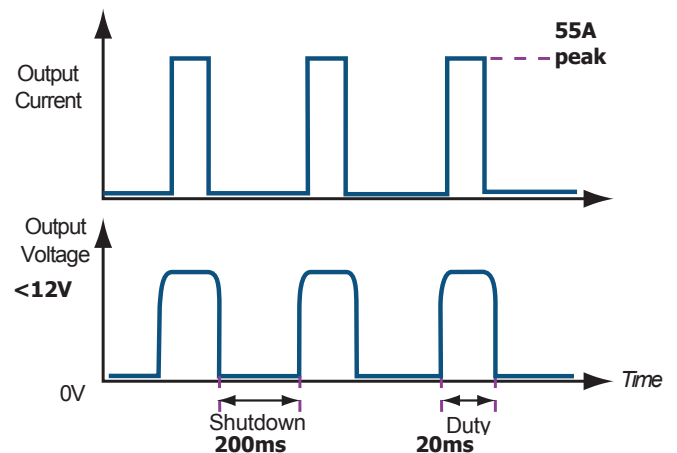 55A
peak
Output
Current
Output
Voltage
<12V
0V
Time
Shutdown
200ms
Duty
20ms